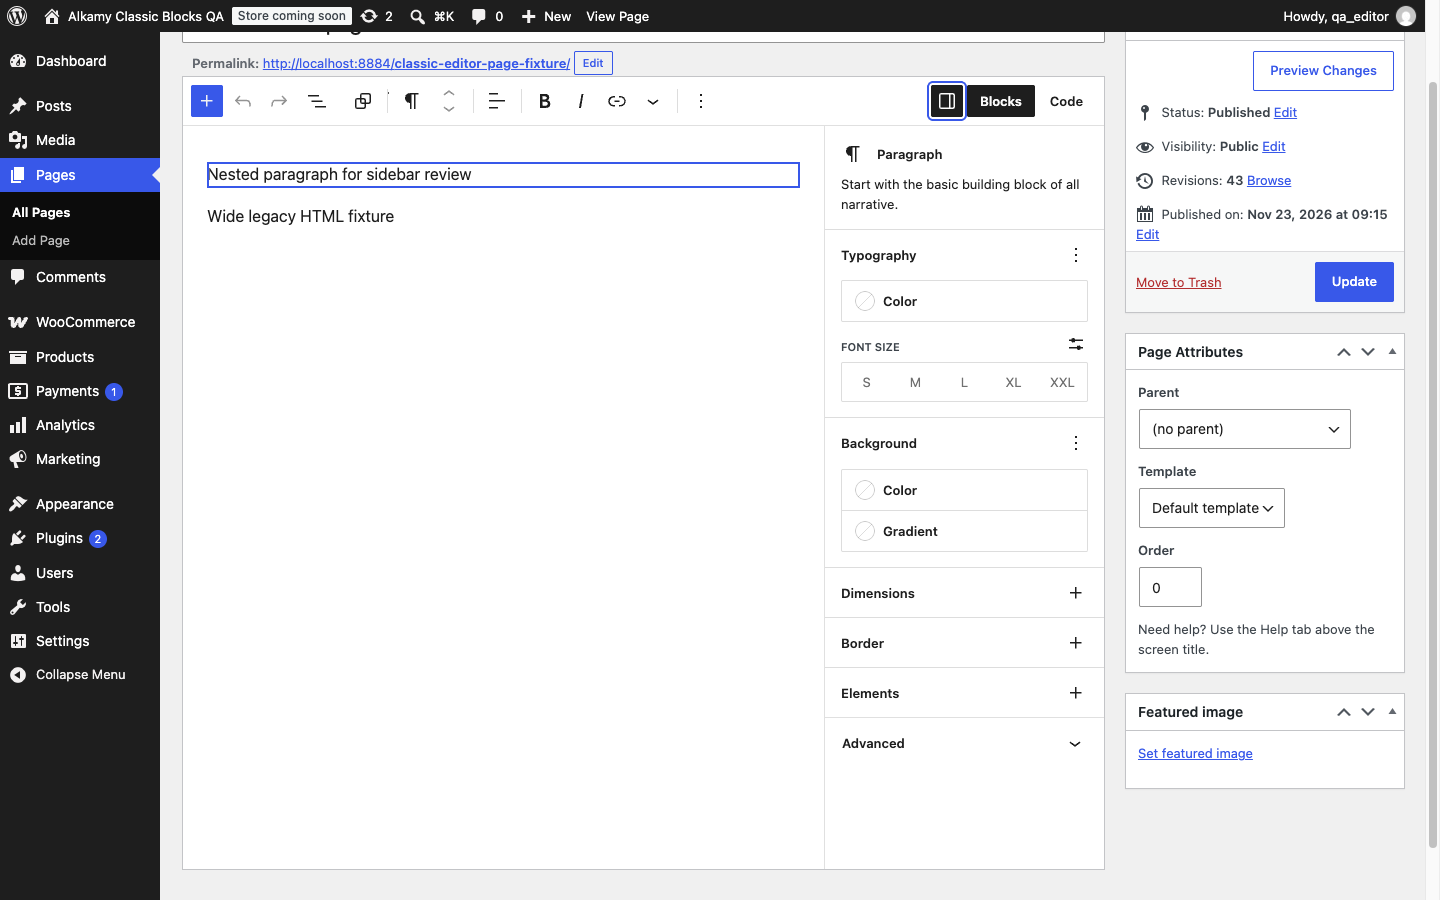 Alkamy Classic Blocks QA
Store coming soon
2
⌘K
0
New
View Page
Howdy, qa_editor
Dashboard
Posts
Media
Pages
All Pages
Add Page
Comments
WooCommerce
Products
Payments 1
Analytics
Marketing
Appearance
Plugins 2
Users
Tools
Settings
Collapse Menu
Permalink: http://localhost:8884/classic-editor-page-fixture/ Edit
Blocks
Code
Nested paragraph for sidebar review
Wide legacy HTML fixture
Paragraph
Start with the basic building block of all
narrative.
Typography
Color
FONT SIZE
S M L XL XXL
Background
Color
Gradient
Dimensions
Border
Elements
Advanced
Preview Changes
Status: Published Edit
Visibility: Public Edit
Revisions: 43 Browse
Published on: Nov 23, 2026 at 09:15
Edit
Move to Trash
Update
Page Attributes
Parent
(no parent)
Template
Default template
Order
0
Need help? Use the Help tab above the
screen title.
Featured image
Set featured image